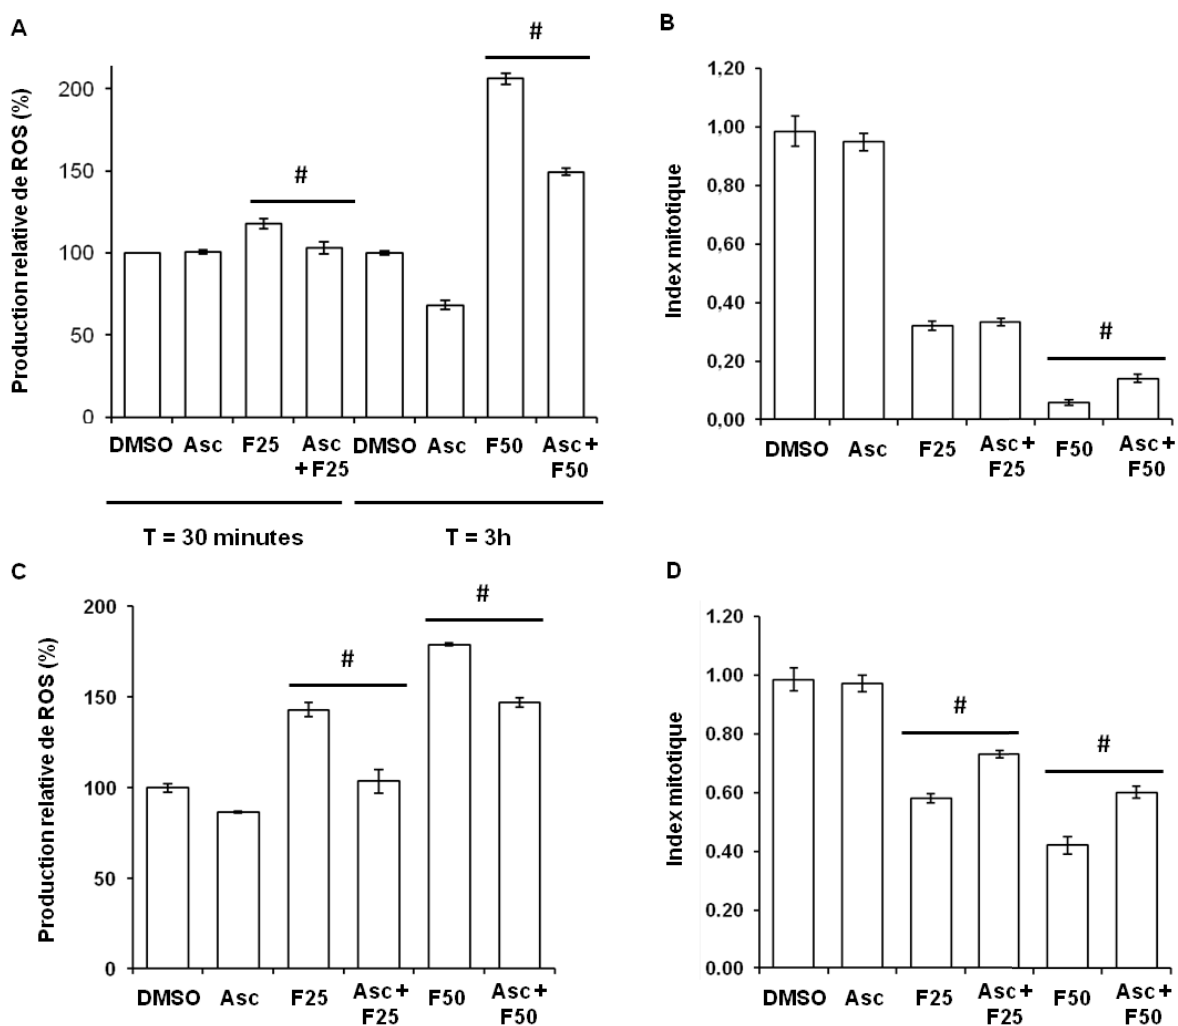 A
#
#
Production relative de ROS (%)
200
150
100
50
0
DMSO Asc F25 Asc + F25 DMSO Asc F50 Asc + F50
T = 30 minutes T = 3h
B
Index mitotique
1,20
1,00
0,80
0,60
0,40
0,20
0,00
#
DMSO Asc F25 Asc + F25 F50 Asc + F50
C
#
#
Production relative de ROS (%)
200
150
100
50
0
DMSO Asc F25 Asc + F25 F50 Asc + F50
D
Index mitotique
1.20
1.00
0.80
0.60
0.40
0.20
0.00
#
#
DMSO Asc F25 Asc + F25 F50 Asc + F50